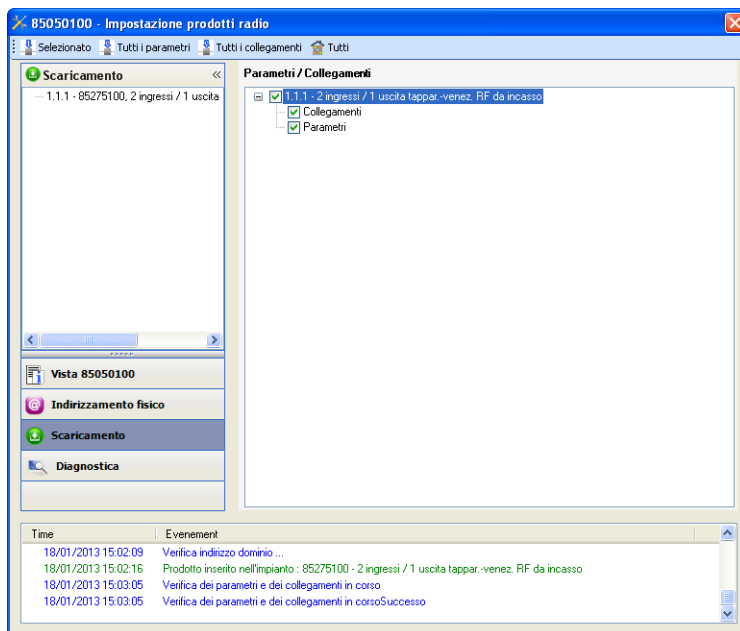 85050100 - Impostazione prodotti radio
Selezionato Tutti i parametri Tutti i collegamenti Tutti
Scaricamento «
1.1.1 - 85275100, 2 ingressi / 1 uscita
Vista 85050100
Indirizzamento fisico
Scaricamento
Diagnostica
Parametri / Collegamenti
1.1.1 - 2 ingressi / 1 uscita tappar.-venez. RF da incasso
Collegamenti
Parametri
Time Evenement
18/01/2013 15:02:09 Verifica indirizzo dominio ...
18/01/2013 15:02:16 Prodotto inserito nell'impianto : 85275100 - 2 ingressi / 1 uscita tappar.-venez. RF da incasso
18/01/2013 15:03:05 Verifica dei parametri e dei collegamenti in corso
18/01/2013 15:03:05 Verifica dei parametri e dei collegamenti in corsoSuccesso